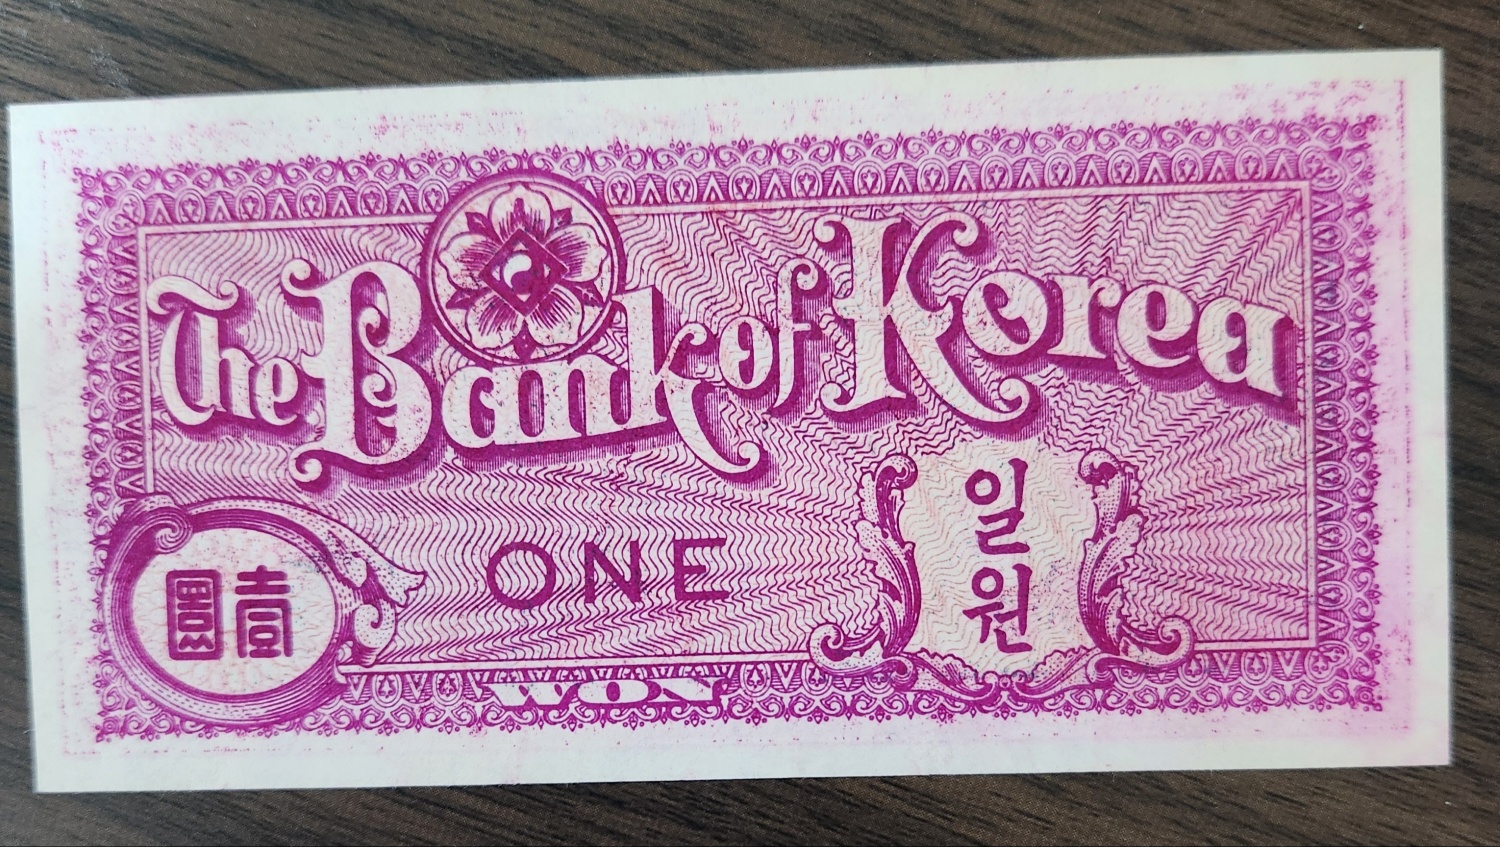 The Bank of Korea
일
원
ONE
壹圓
WON